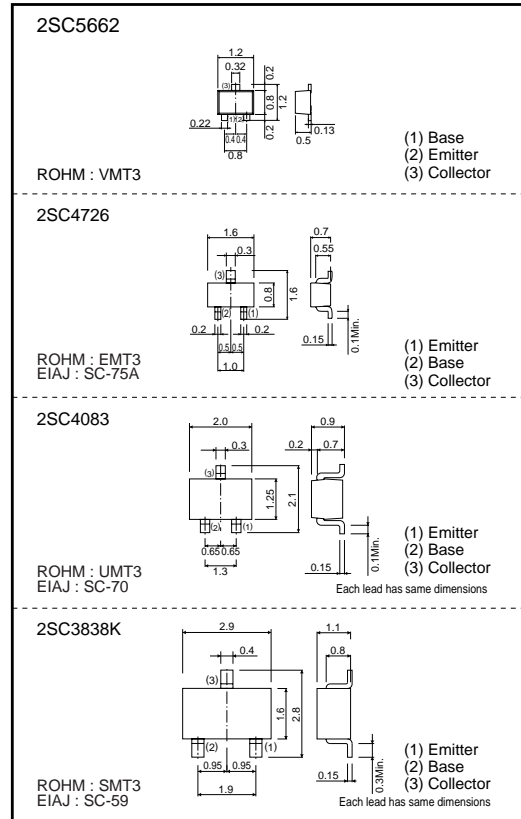 2SC5662
1.2
0.32
0.2
(3)
0.8
1.2
(1)(2)
0.2
0.22
0.4 0.4
0.8
0.5
0.13
(1) Base
(2) Emitter
(3) Collector
ROHM : VMT3
2SC4726
1.6
0.3
(3)
0.8
1.6
(2)
(1)
0.2
0.2
0.5 0.5
1.0
0.7
0.55
0.15
0.1Min.
(1) Emitter
(2) Base
(3) Collector
ROHM : EMT3
EIAJ : SC-75A
2SC4083
2.0
0.3
(3)
1.25
2.1
(2)
(1)
0.65 0.65
1.3
0.9
0.2
0.7
0.15
0.1Min.
(1) Emitter
(2) Base
(3) Collector
ROHM : UMT3
EIAJ : SC-70
Each lead has same dimensions
2SC3838K
2.9
0.4
(3)
1.6
2.8
(2)
(1)
0.95 0.95
1.9
1.1
0.8
0.15
0.3Min.
(1) Emitter
(2) Base
(3) Collector
ROHM : SMT3
EIAJ : SC-59
Each lead has same dimensions